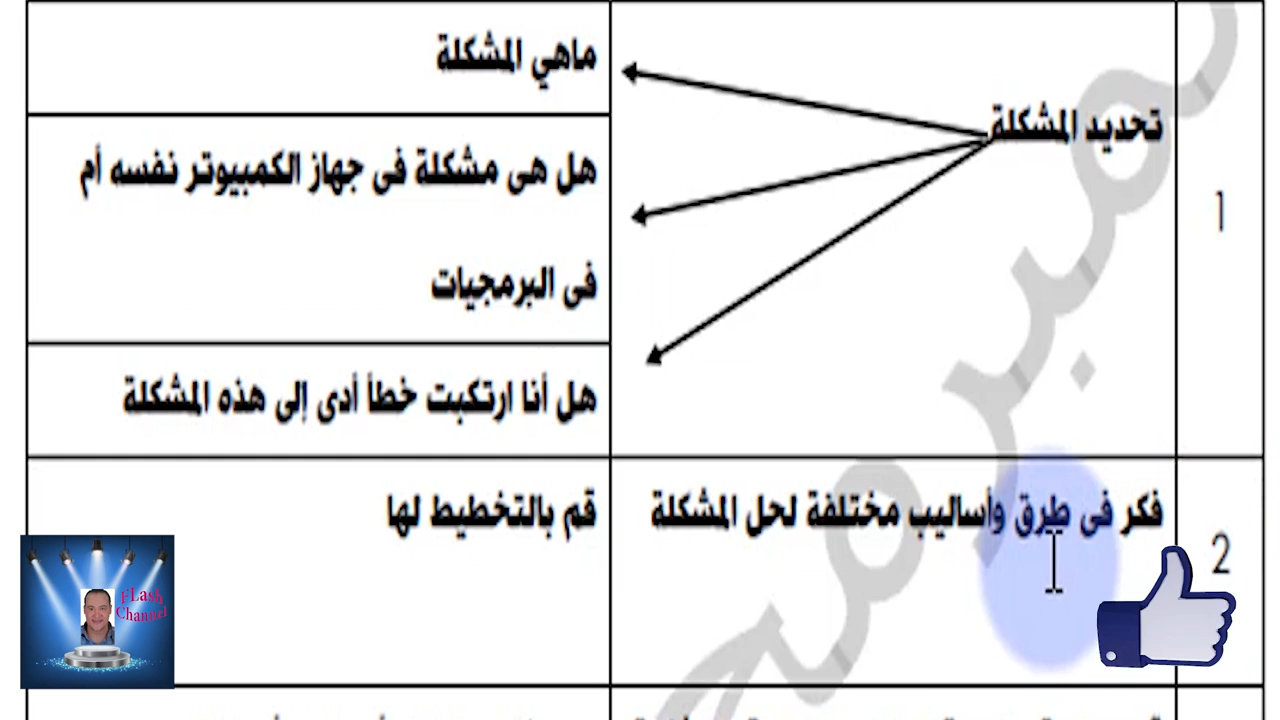 1
تحديد المشكلة
ماهي المشكلة
هل هى مشكلة فى جهاز الكمبيوتر نفسه أم
فى البرمجيات
هل أنا ارتكبت خطأ أدى إلى هذه المشكلة
2
فكر فى طرق وأساليب مختلفة لحل المشكلة
قم بالتخطيط لها
FLash
Channel